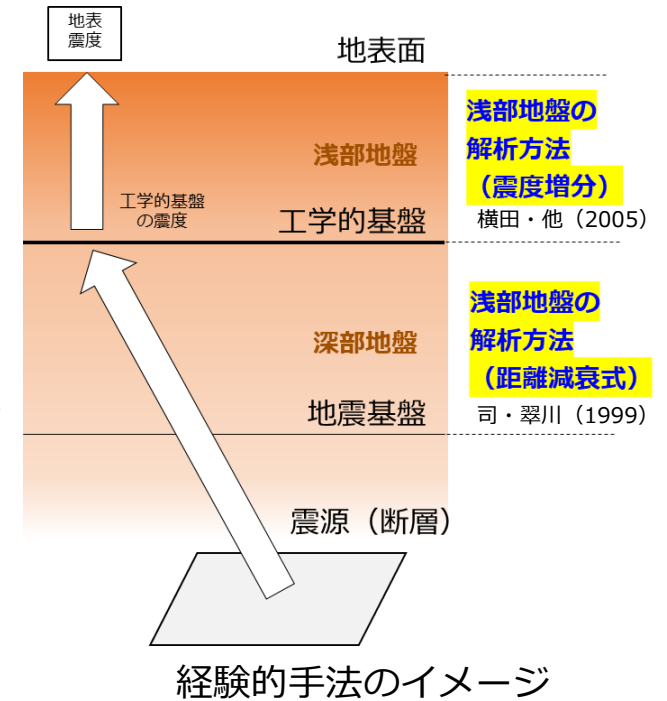 地表
震度
地表面
浅部地盤の
解析方法
（震度増分）
横田・他（2005）
浅部地盤
工学的基盤
の震度
工学的基盤
浅部地盤の
解析方法
（距離減衰式）
司・翠川（1999）
深部地盤
地震基盤
震源（断層）
経験的手法のイメージ